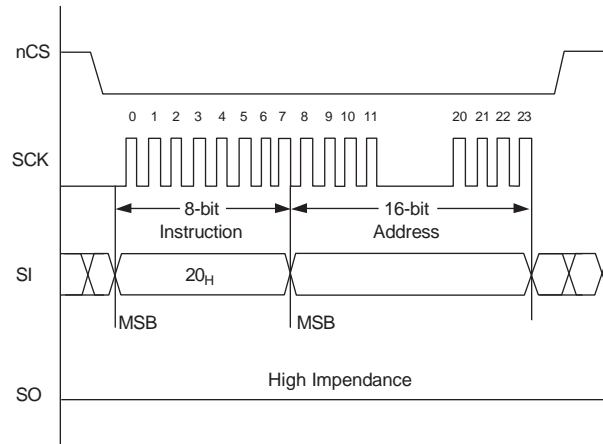 nCS
0 1 2 3 4 5 6 7 8 9 10 11 20 21 22 23
SCK
8-bit 16-bit
Instruction Address
SI 20H
MSB MSB
High Impendance
SO